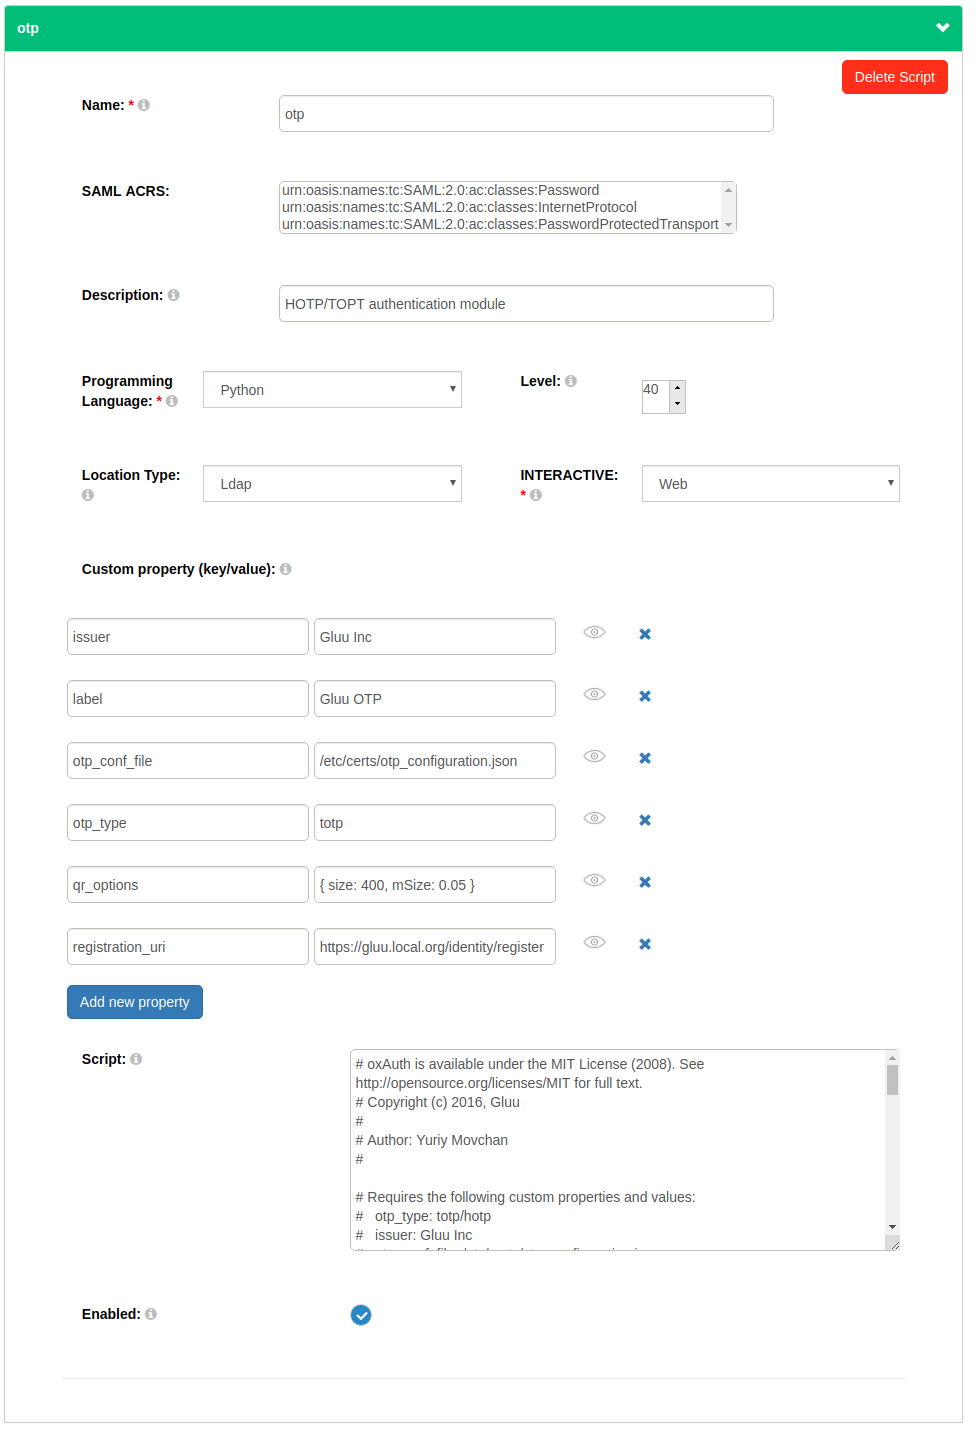 otp
Delete Script
Name: *
otp
SAML ACRS:
urn:oasis:names:tc:SAML:2.0:ac:classes:Password
urn:oasis:names:tc:SAML:2.0:ac:classes:InternetProtocol
urn:oasis:names:tc:SAML:2.0:ac:classes:PasswordProtectedTransport
Description:
HOTP/TOPT authentication module
Programming
Language: *
Python
Level:
40
Location Type:
Ldap
INTERACTIVE:
*
Web
Custom property (key/value):
issuer Gluu Inc
label Gluu OTP
otp_conf_file /etc/certs/otp_configuration.json
otp_type totp
qr_options { size: 400, mSize: 0.05 }
registration_uri https://gluu.local.org/identity/register
Add new property
Script:
# oxAuth is available under the MIT License (2008). See
http://opensource.org/licenses/MIT for full text.
# Copyright (c) 2016, Gluu
#
# Author: Yuriy Movchan
#
# Requires the following custom properties and values:
#   otp_type: totp/hotp
#   issuer: Gluu Inc
Enabled: